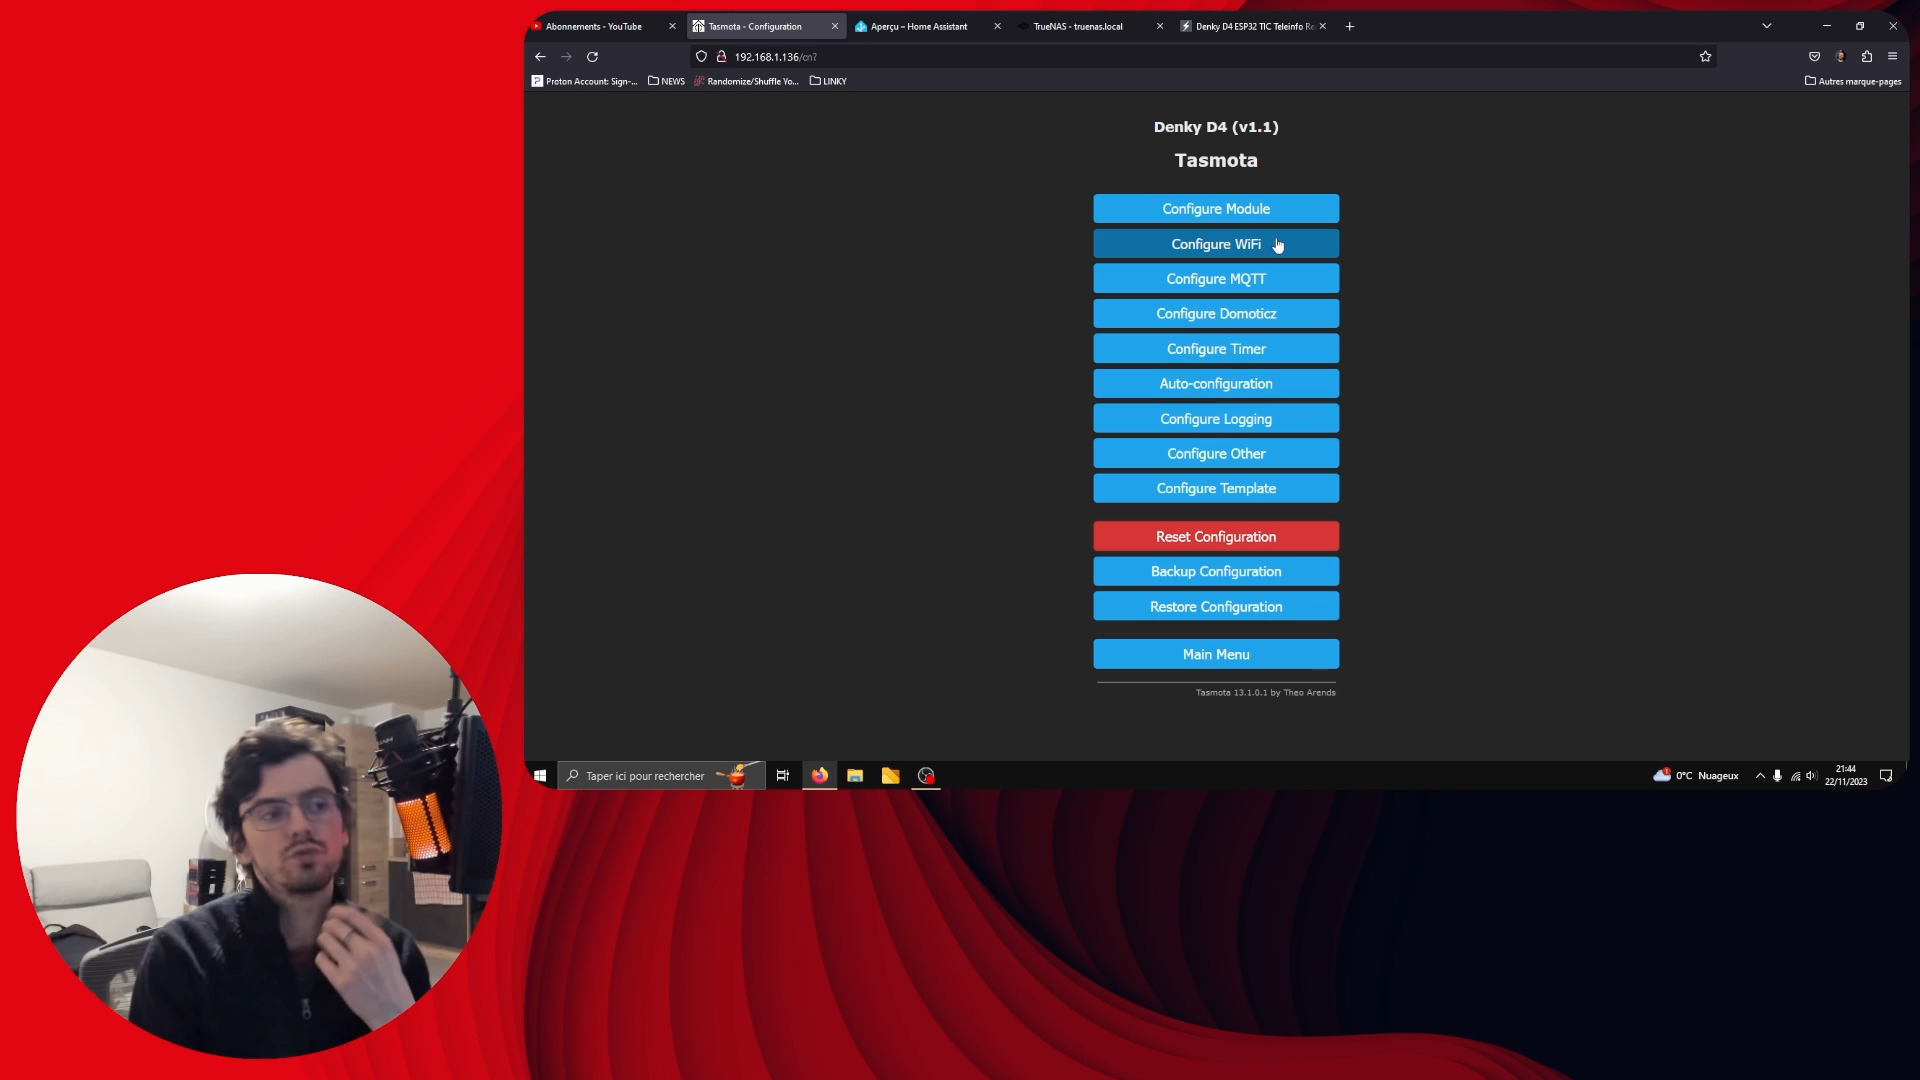 Abonnements - YouTube
Tasmota - Configuration
Aperçu – Home Assistant
TrueNAS - truenas.local
Denky D4 ESP32 TIC Teleinfo Re
192.168.1.136/cn?
Proton Account: Sign-...
NEWS
Randomize/Shuffle Yo...
LINKY
Autres marque-pages
Denky D4 (v1.1)
Tasmota
Configure Module
Configure WiFi
Configure MQTT
Configure Domoticz
Configure Timer
Auto-configuration
Configure Logging
Configure Other
Configure Template
Reset Configuration
Backup Configuration
Restore Configuration
Main Menu
Tasmota 13.1.0.1 by Theo Arends
Taper ici pour rechercher
0°C Nuageux
21:44
22/11/2023